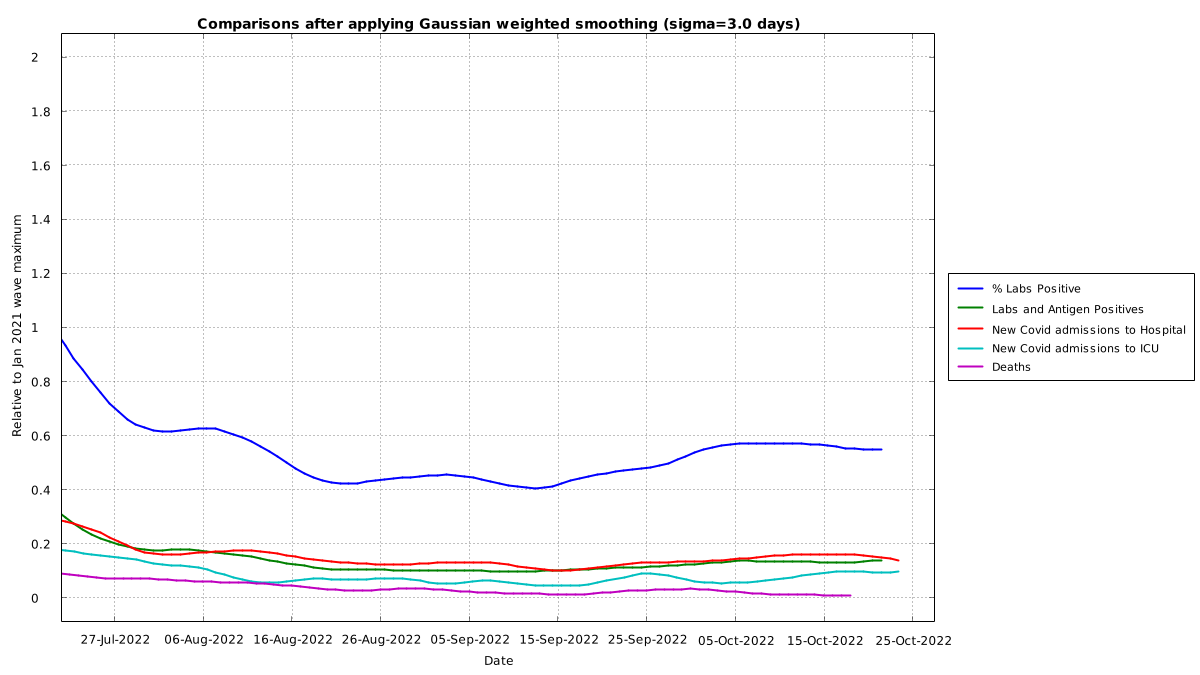 Comparisons after applying Gaussian weighted smoothing (sigma=3.0 days)
2
1.8
1.6
1.4
1.2
1
0.8
0.6
0.4
0.2
0
Relative to Jan 2021 wave maximum
27-Jul-2022 06-Aug-2022 16-Aug-2022 26-Aug-2022 05-Sep-2022 15-Sep-2022 25-Sep-2022 05-Oct-2022 15-Oct-2022 25-Oct-2022
Date
% Labs Positive
Labs and Antigen Positives
New Covid admissions to Hospital
New Covid admissions to ICU
Deaths